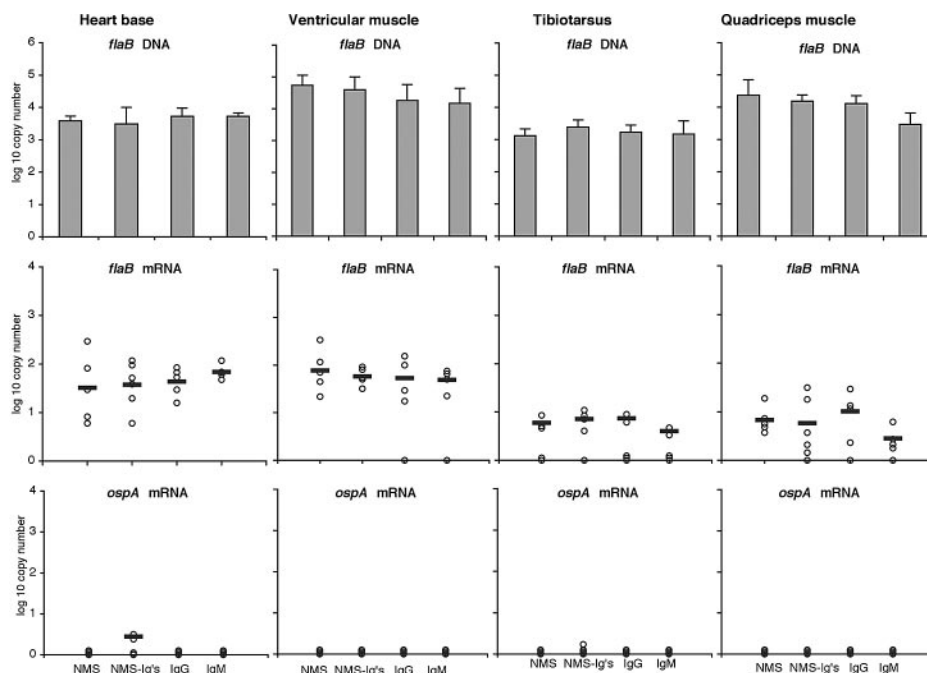 Heart base Ventricular muscle Tibiotarsus Quadriceps muscle
flaB DNA flaB DNA flaB DNA flaB DNA
log 10 copy number
6
5
4
3
2
1
0
flaB mRNA flaB mRNA flaB mRNA flaB mRNA
log 10 copy number
4
3
2
1
0
ospA mRNA ospA mRNA ospA mRNA ospA mRNA
log 10 copy number
4
3
2
1
0
NMS NMS-Ig's IgG IgM NMS NMS-Ig's IgG IgM NMS NMS-Ig's IgG IgM NMS NMS-Ig's IgG IgM